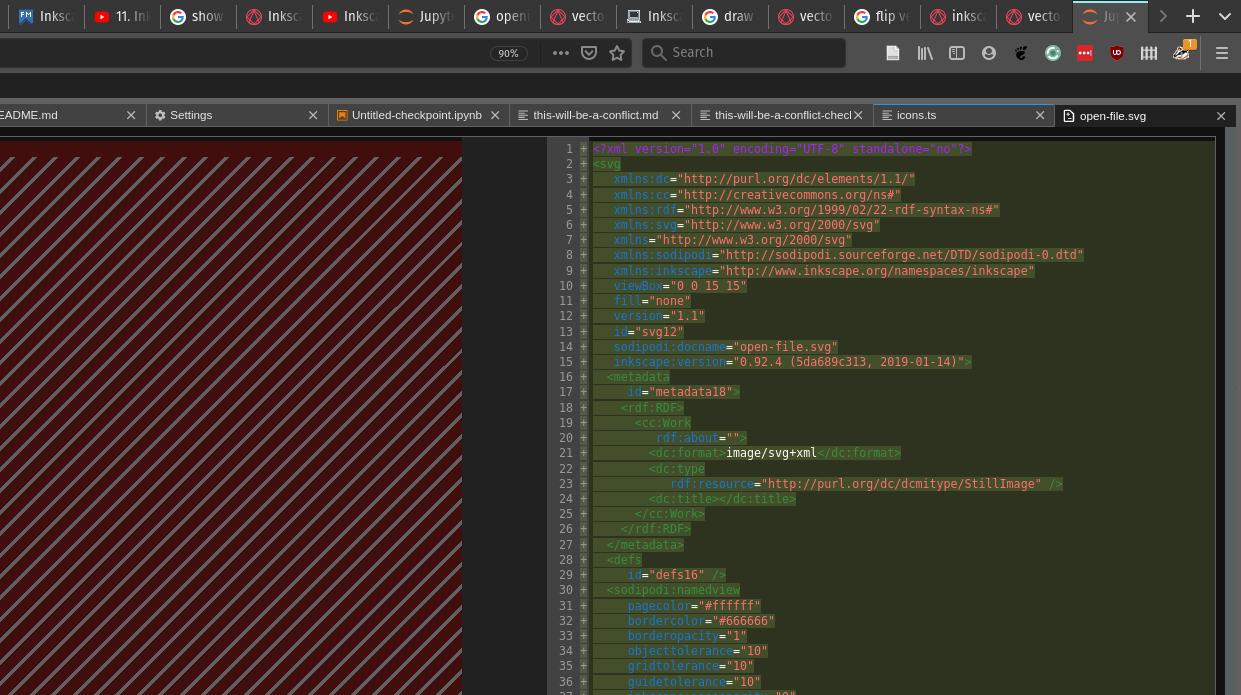 Inksc 11. Ink show Inksc Inksc Jupyt openi vecto Inksc draw vecto flip ve inksc vecto Jup
90% Search 1
EADME.md Settings Untitled-checkpoint.ipynb this-will-be-a-conflict.md this-will-be-a-conflict-checl icons.ts open-file.svg
1 + <?xml version="1.0" encoding="UTF-8" standalone="no"?>
2 + <svg
3 + xmlns:dc="http://purl.org/dc/elements/1.1/"
4 + xmlns:cc="http://creativecommons.org/ns#"
5 + xmlns:rdf="http://www.w3.org/1999/02/22-rdf-syntax-ns#"
6 + xmlns:svg="http://www.w3.org/2000/svg"
7 + xmlns="http://www.w3.org/2000/svg"
8 + xmlns:sodipodi="http://sodipodi.sourceforge.net/DTD/sodipodi-0.dtd"
9 + xmlns:inkscape="http://www.inkscape.org/namespaces/inkscape"
10 + viewBox="0 0 15 15"
11 + fill="none"
12 + version="1.1"
13 + id="svg12"
14 + sodipodi:docname="open-file.svg"
15 + inkscape:version="0.92.4 (5da689c313, 2019-01-14)">
16 + <metadata
17 + id="metadata18">
18 + <rdf:RDF>
19 + <cc:Work
20 + rdf:about="">
21 + <dc:format>image/svg+xml</dc:format>
22 + <dc:type
23 + rdf:resource="http://purl.org/dc/dcmitype/StillImage" />
24 + <dc:title></dc:title>
25 + </cc:Work>
26 + </rdf:RDF>
27 + </metadata>
28 + <defs
29 + id="defs16" />
30 + <sodipodi:namedview
31 + pagecolor="#ffffff"
32 + bordercolor="#666666"
33 + borderopacity="1"
34 + objecttolerance="10"
35 + gridtolerance="10"
36 + guidetolerance="10"